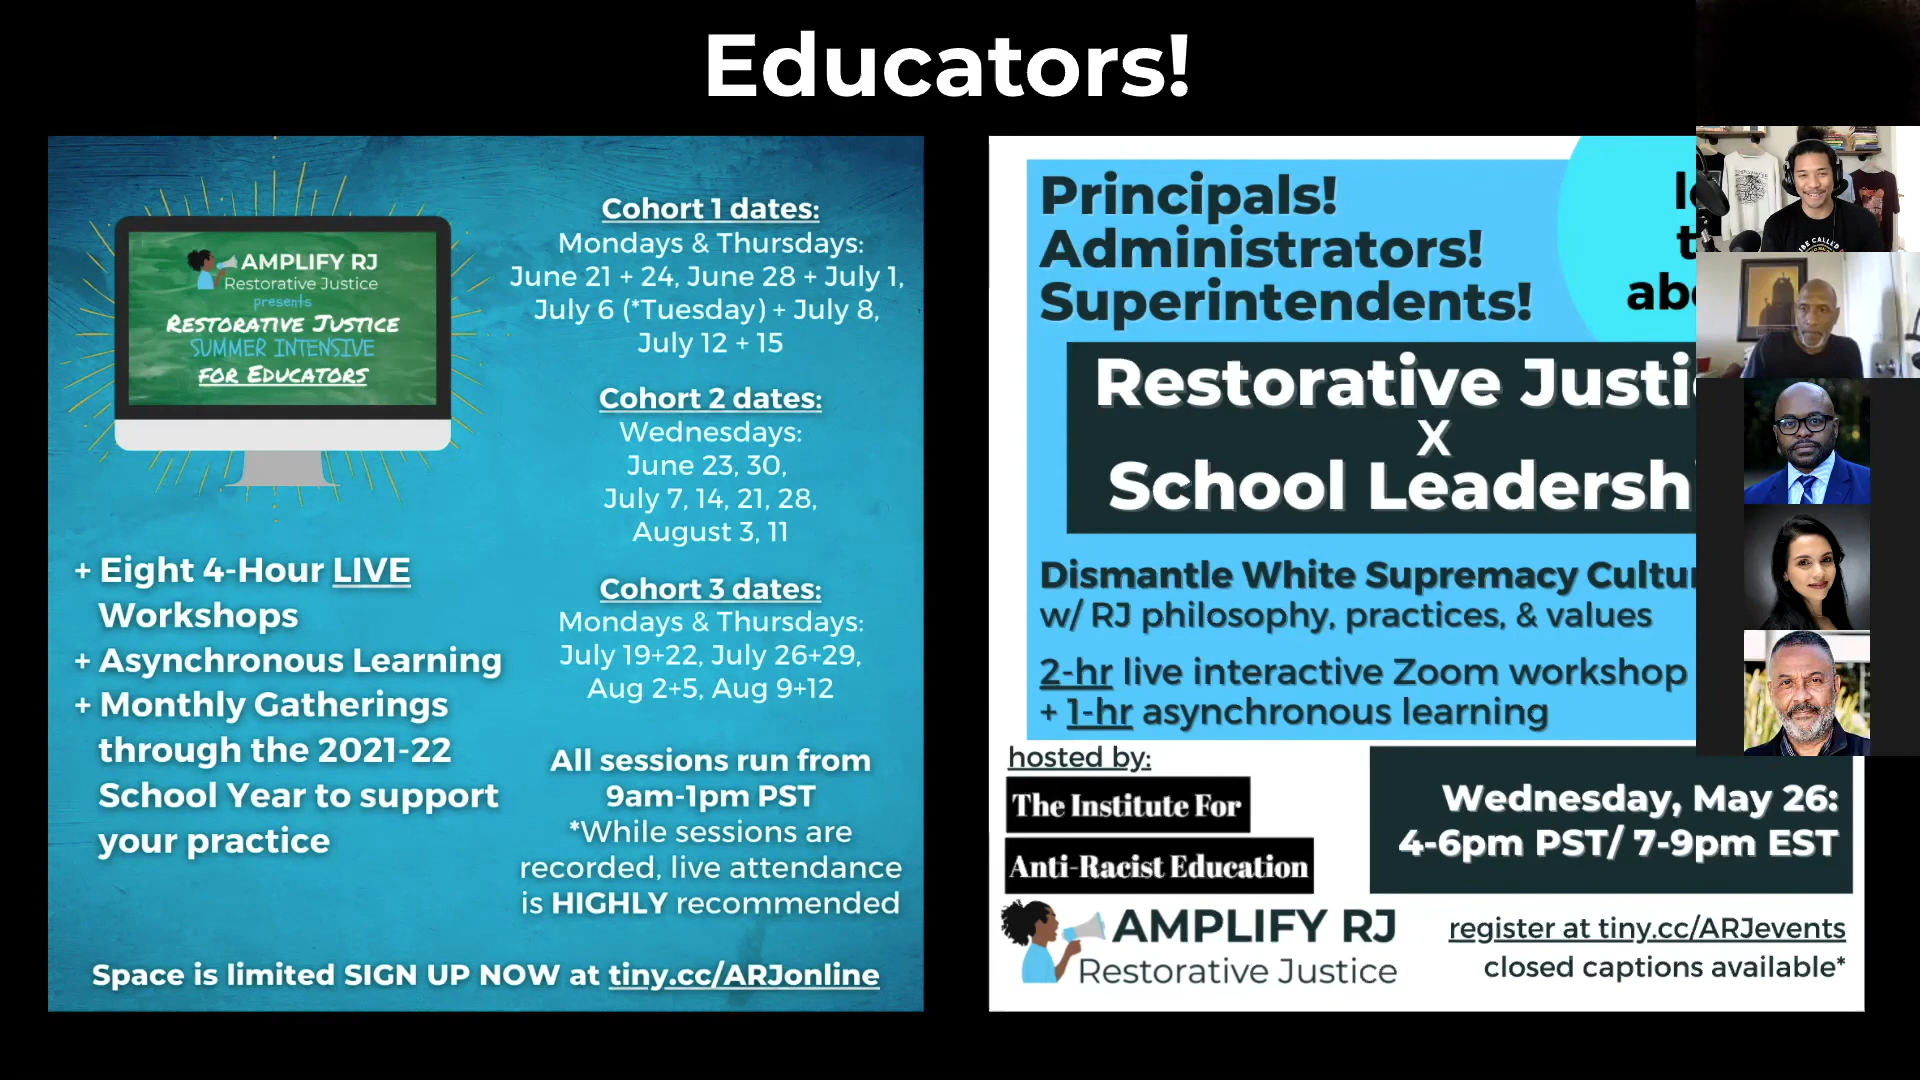 Educators!
AMPLIFY RJ
Restorative Justice
presents
RESTORATIVE JUSTICE
SUMMER INTENSIVE
FOR EDUCATORS
+ Eight 4-Hour LIVE
Workshops
+ Asynchronous Learning
+ Monthly Gatherings
through the 2021-22
School Year to support
your practice
Cohort 1 dates:
Mondays & Thursdays:
June 21 + 24, June 28 + July 1,
July 6 (*Tuesday) + July 8,
July 12 + 15
Cohort 2 dates:
Wednesdays:
June 23, 30,
July 7, 14, 21, 28,
August 3, 11
Cohort 3 dates:
Mondays & Thursdays:
July 19+22, July 26+29,
Aug 2+5, Aug 9+12
All sessions run from
9am-1pm PST
*While sessions are
recorded, live attendance
is HIGHLY recommended
Space is limited SIGN UP NOW at tiny.cc/ARJonline
Principals!
Administrators!
Superintendents!
Restorative Justi
X
School Leadersh
Dismantle White Supremacy Cultu
w/ RJ philosophy, practices, & values
2-hr live interactive Zoom workshop
+ 1-hr asynchronous learning
hosted by:
The Institute For
Anti-Racist Education
AMPLIFY RJ
Restorative Justice
Wednesday, May 26:
4-6pm PST/ 7-9pm EST
register at tiny.cc/ARJevents
closed captions available*